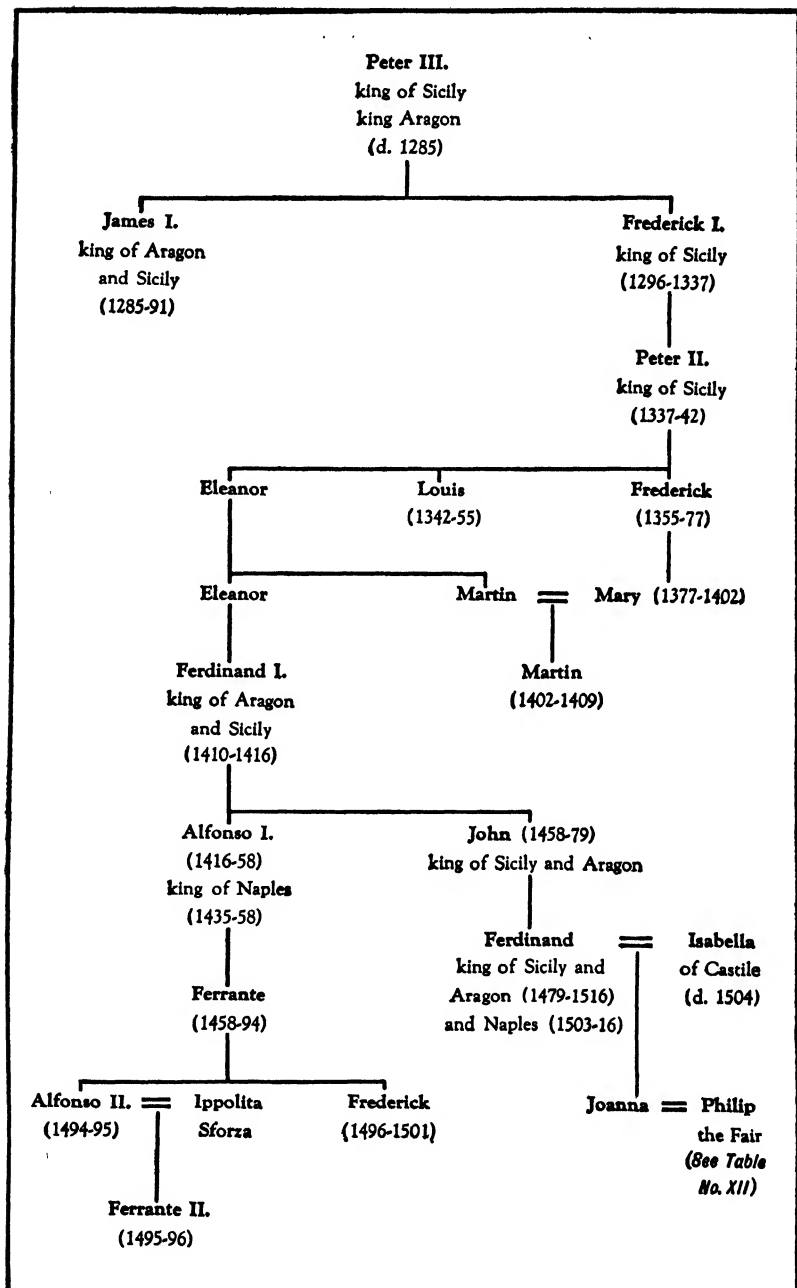 Peter III.
king of Sicily
king Aragon
(d. 1285)
James I.
king of Aragon
and Sicily
(1285-91)
Frederick I.
king of Sicily
(1296-1337)
Peter II.
king of Sicily
(1337-42)
Eleanor
Louis
(1342-55)
Frederick
(1355-77)
Eleanor
Martin = Mary (1377-1402)
Ferdinand I.
king of Aragon
and Sicily
(1410-1416)
Martin
(1402-1409)
Alfonso I.
(1416-58)
king of Naples
(1435-58)
John (1458-79)
king of Sicily and Aragon
Ferdinand = Isabella
king of Sicily and
Aragon (1479-1516)
and Naples (1503-16)
of Castile
(d. 1504)
Ferrante
(1458-94)
Alfonso II. = Ippolita
(1494-95)
Sforza
Frederick
(1496-1501)
Joanna = Philip
the Fair
(See Table
No. XII)
Ferrante II.
(1495-96)